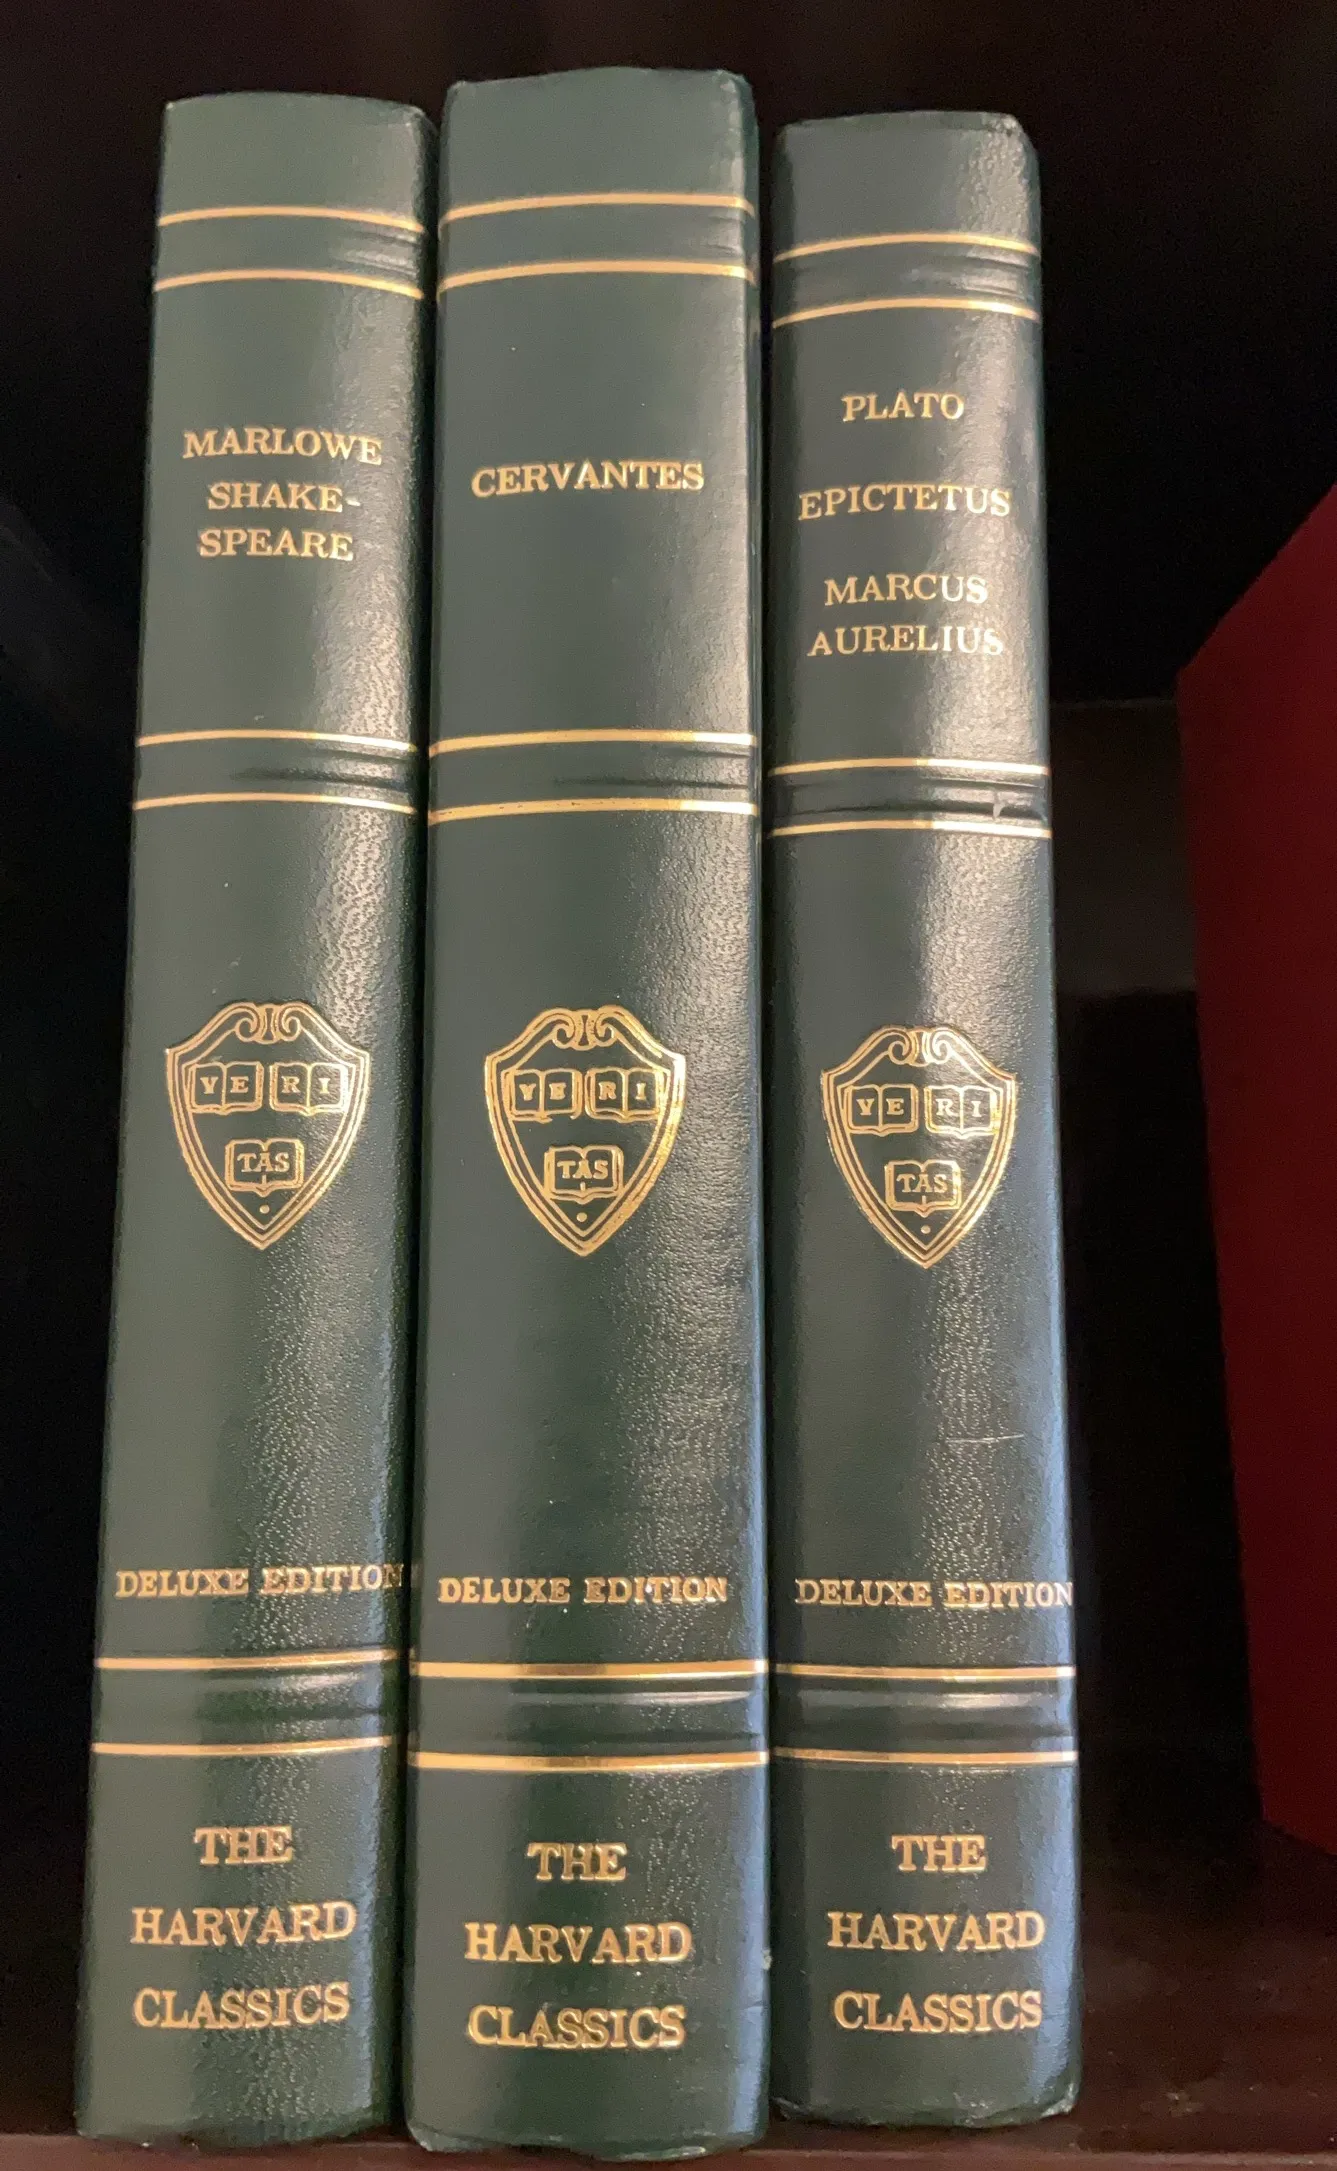 MARLOWE
SHAKE-
SPEARE
VE RI
TAS
DELUXE EDITION
THE
HARVARD
CLASSICS
CERVANTES
VE RI
TAS
DELUXE EDITION
THE
HARVARD
CLASSICS
PLATO
EPICTETUS
MARCUS
AURELIUS
VE RI
TAS
DELUXE EDITION
THE
HARVARD
CLASSICS